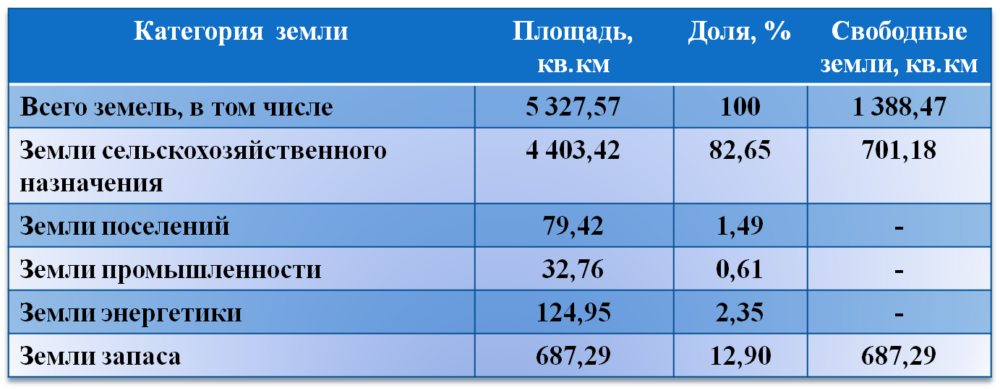 Категория земли Площадь, Доля, % Свободные
кв.км земли, кв.км
Всего земель, в том числе 5 327,57 100 1 388,47
Земли сельскохозяйственного 4 403,42 82,65 701,18
назначения
Земли поселений 79,42 1,49 -
Земли промышленности 32,76 0,61 -
Земли энергетики 124,95 2,35 -
Земли запаса 687,29 12,90 687,29